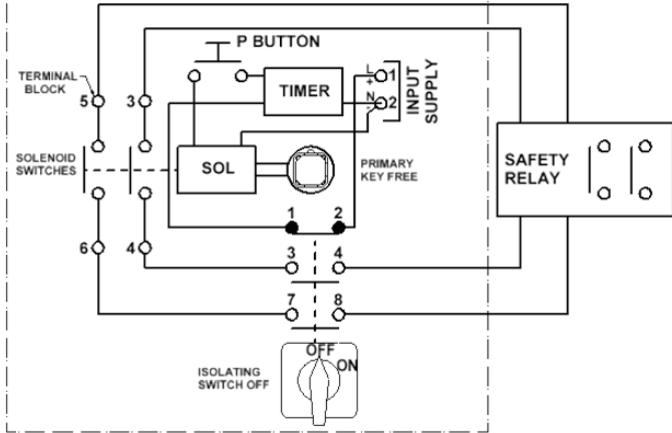 P BUTTON
TERMINAL
BLOCK
5
3
TIMER
L
+
1
N
-
2
INPUT
SUPPLY
SOLENOID
SWITCHES
SOL
PRIMARY
KEY FREE
SAFETY
RELAY
1
2
6
4
3
4
7
8
OFF
ON
ISOLATING
SWITCH OFF